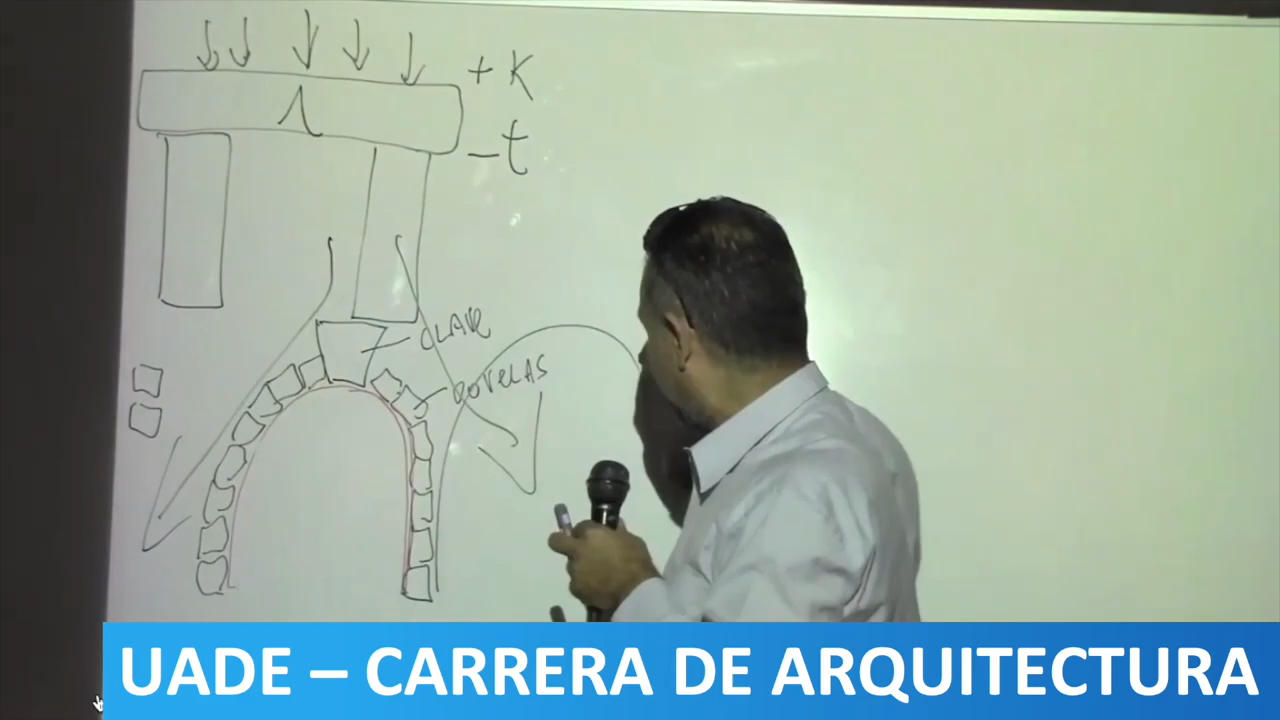 + K
- t
CLAVE
DOVELAS
UADE – CARRERA DE ARQUITECTURA